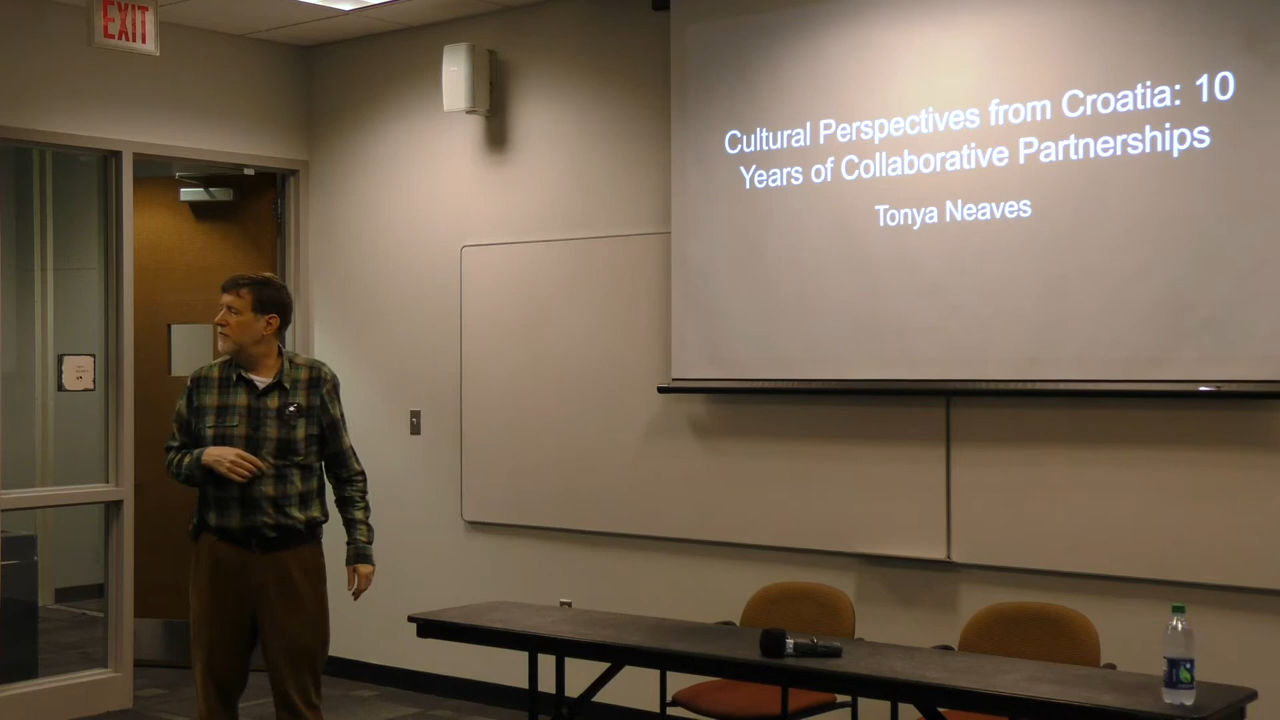 EXIT
Cultural Perspectives from Croatia: 10
Years of Collaborative Partnerships
Tonya Neaves